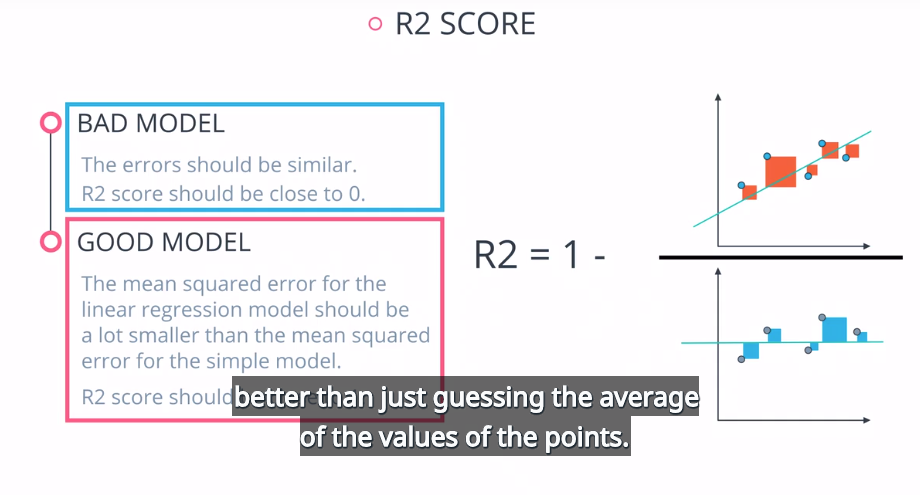 R2 SCORE
BAD MODEL
The errors should be similar.
R2 score should be close to 0.
GOOD MODEL
The mean squared error for the
linear regression model should be
a lot smaller than the mean squared
error for the simple model.
R2 score should
R2 = 1 -
better than just guessing the average
of the values of the points.